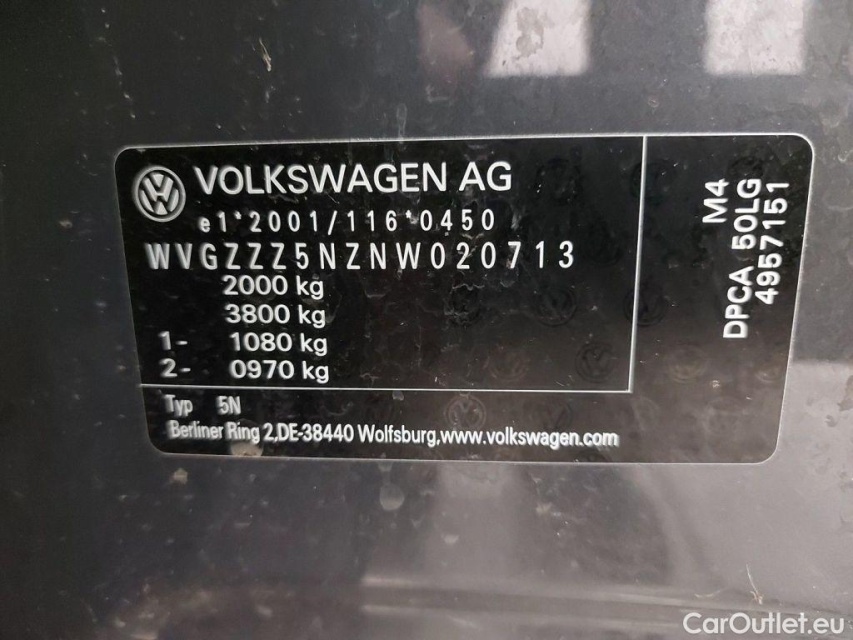 VOLKSWAGEN AG
e1*2001/116*0450
WVGZZZ5NZNW020713
2000 kg
3800 kg
1- 1080 kg
2- 0970 kg
Typ 5N
Berliner Ring 2,DE-38440 Wolfsburg,www.volkswagen.com
M4
DPCA 50LG
4957151
CarOutlet.eu